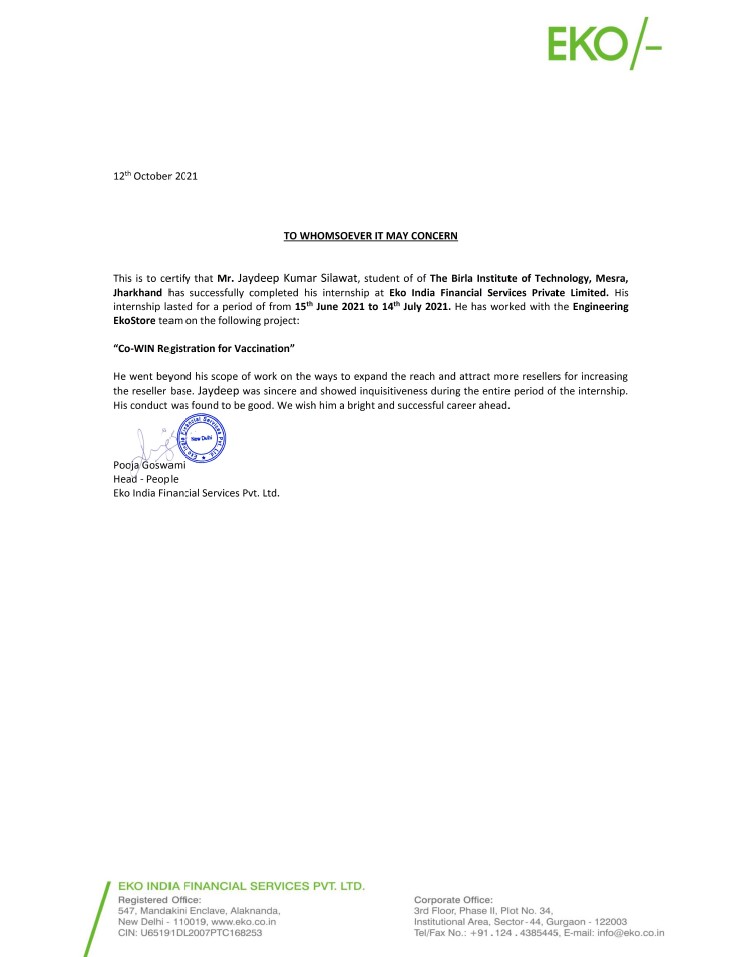 EKO/-
12th October 2021
TO WHOMSOEVER IT MAY CONCERN
This is to certify that Mr. Jaydeep Kumar Silawat, student of of The Birla Institute of Technology, Mesra,
Jharkhand has successfully completed his internship at Eko India Financial Services Private Limited. His
internship lasted for a period of from 15th June 2021 to 14th July 2021. He has worked with the Engineering
EkoStore team on the following project:
“Co-WIN Registration for Vaccination”
He went beyond his scope of work on the ways to expand the reach and attract more resellers for increasing
the reseller base. Jaydeep was sincere and showed inquisitiveness during the entire period of the internship.
His conduct was found to be good. We wish him a bright and successful career ahead.
Eko India Financial Services Pvt. Ltd.
New Delhi
Pooja Goswami
Head - People
Eko India Financial Services Pvt. Ltd.
EKO INDIA FINANCIAL SERVICES PVT. LTD.
Registered Office:
547, Mandakini Enclave, Alaknanda,
New Delhi - 110019, www.eko.co.in
CIN: U65191DL2007PTC168253
Corporate Office:
3rd Floor, Phase II, Plot No. 34,
Institutional Area, Sector-44, Gurgaon - 122003
Tel/Fax No.: +91.124.4385445, E-mail: info@eko.co.in